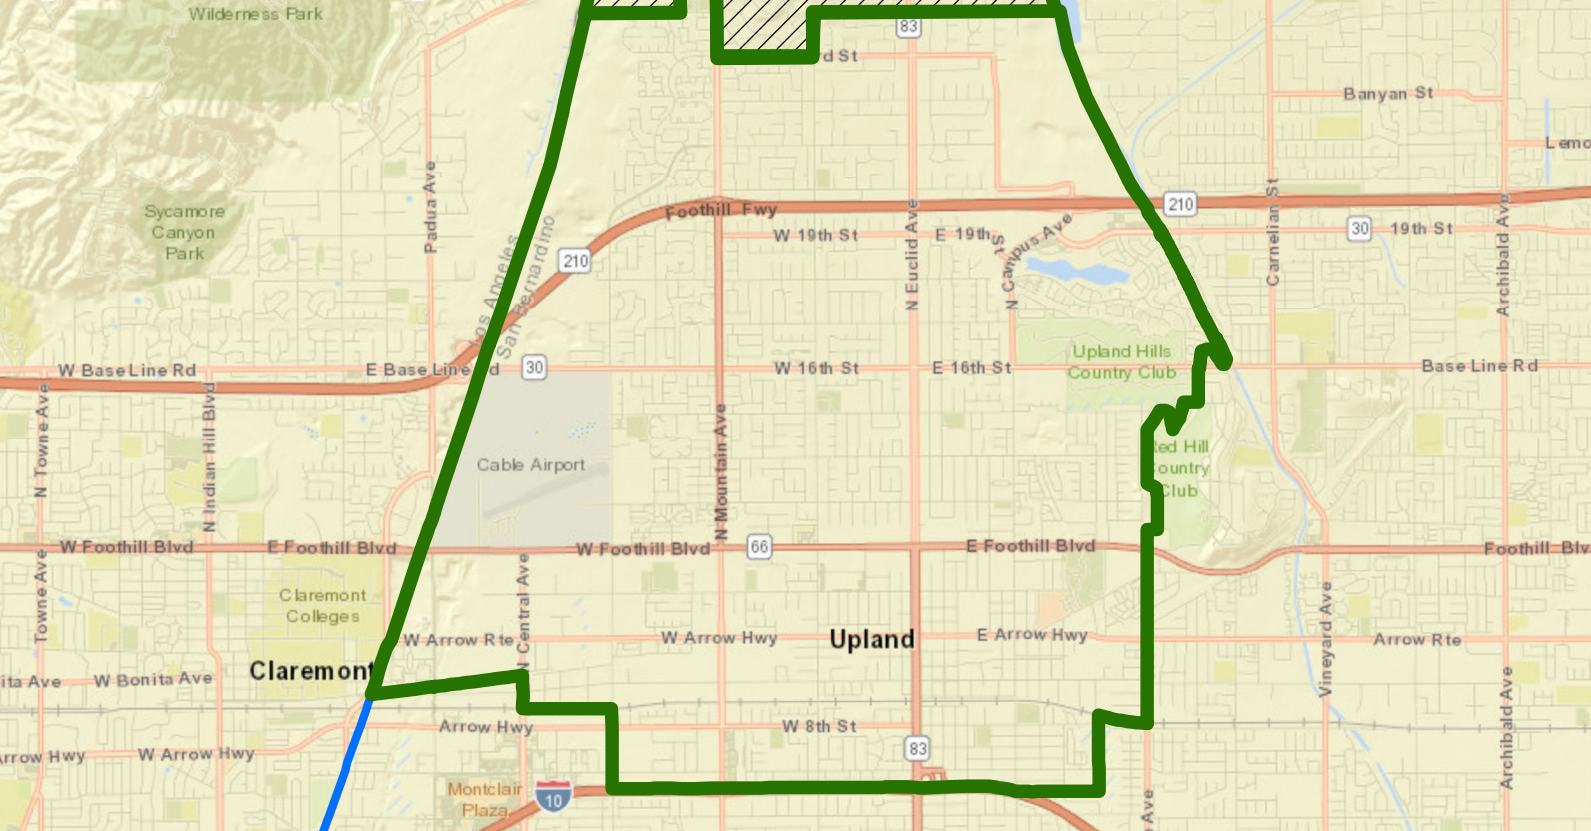 Wilderness Park
83
rd St
Banyan St
Lemo
Padua Ave
Sycamore
Canyon
Park
Foothill Fwy
210
Carnelian St
Archibald Ave
Los Angeles
San Bernardino
210
W 19th St
N Euclid Ave
E 19th St
N Campus Ave
30
19th St
W Base Line Rd
E Base Line Rd
30
W 16th St
E 16th St
Upland Hills
Country Club
Base Line Rd
N Towne Ave
N Indian Hill Blvd
Cable Airport
N Mountain Ave
Red Hill
Country
Club
W Foothill Blvd
E Foothill Blvd
W Foothill Blvd
66
E Foothill Blvd
Foothill Blv
Towne Ave
Claremont
Colleges
N Central Ave
Vineyard Ave
W Arrow Rte
W Arrow Hwy
Upland
E Arrow Hwy
Arrow Rte
Claremont
ita Ave
W Bonita Ave
Archibald Ave
Arrow Hwy
W 8th St
rrow Hwy
W Arrow Hwy
83
Montclair
Plaza
10
Ave